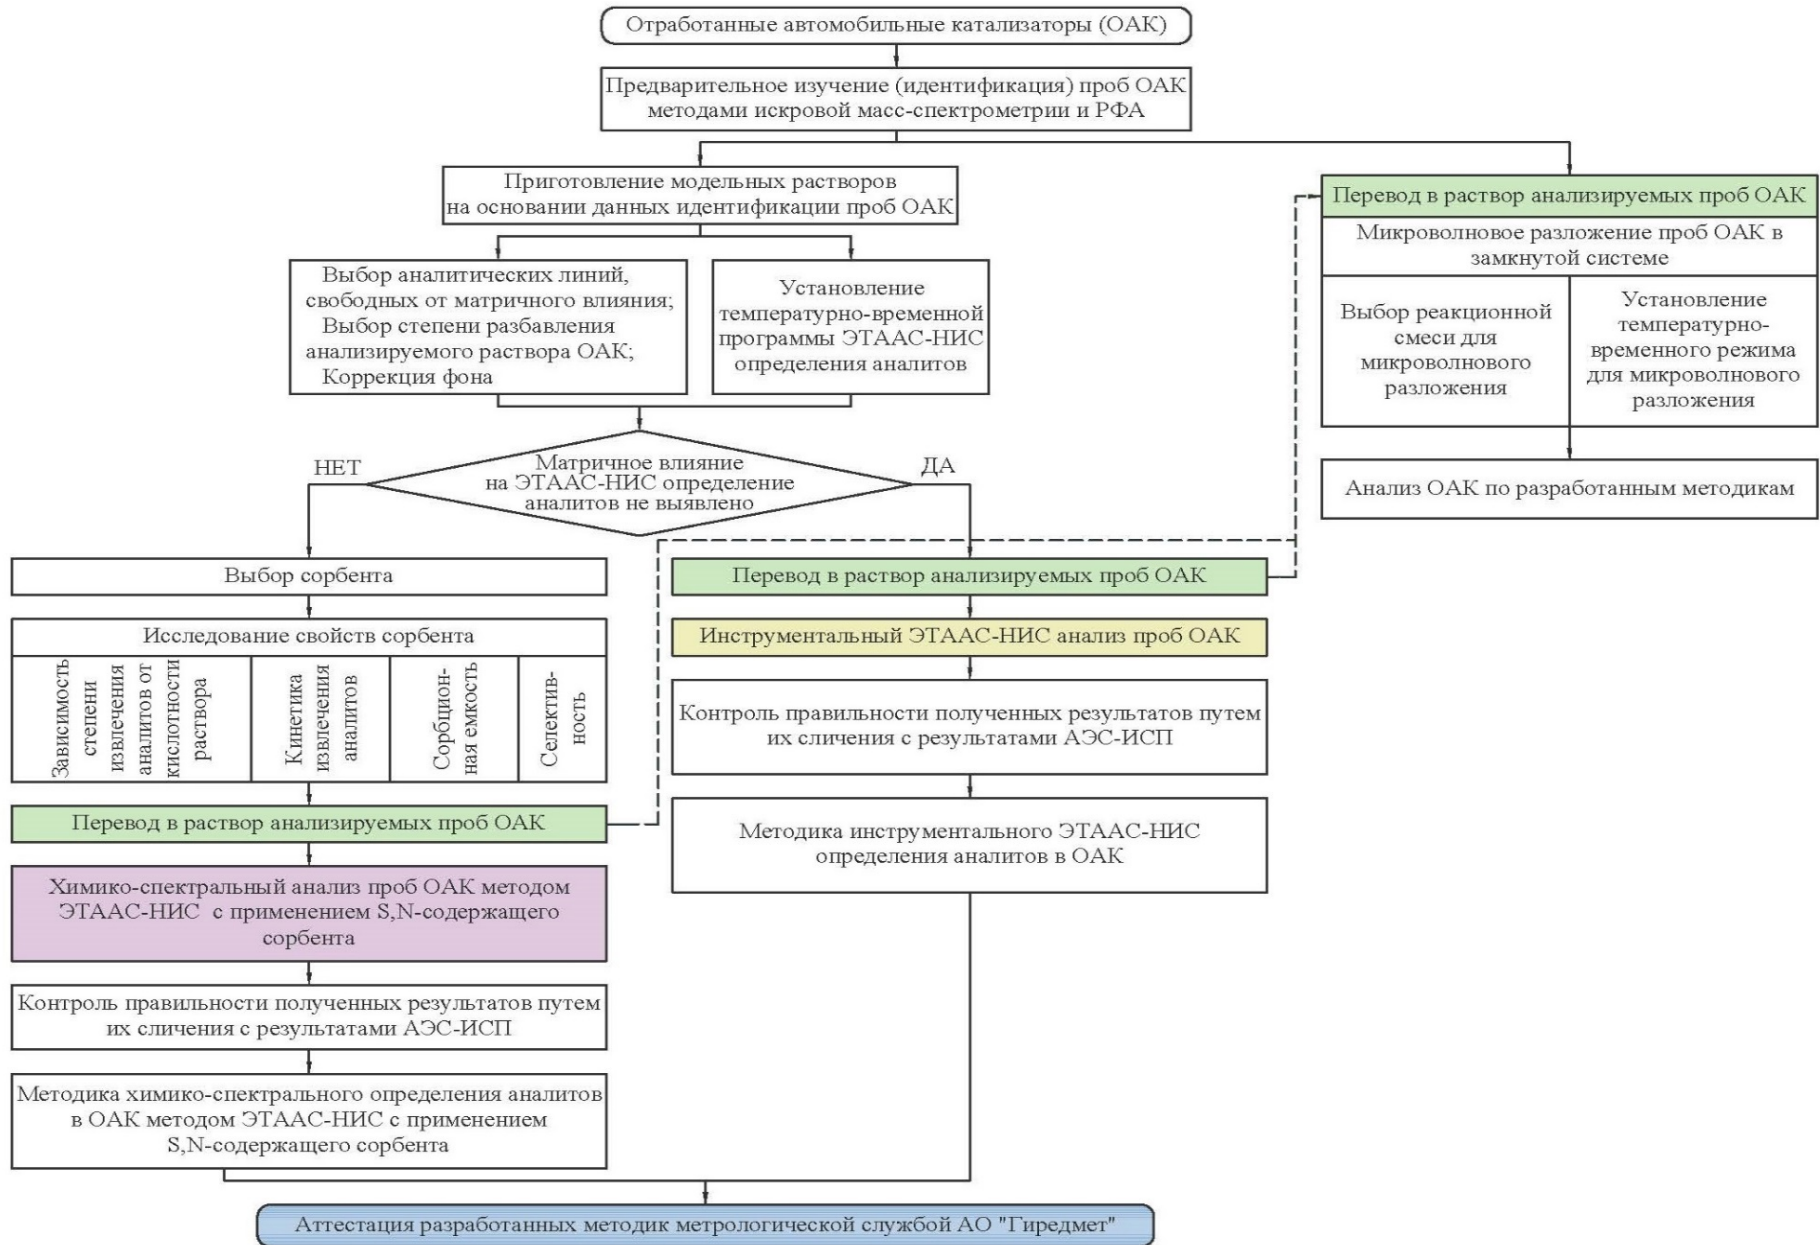 Отработанные автомобильные катализаторы (ОАК)
Предварительное изучение (идентификация) проб ОАК
методами искровой масс-спектрометрии и РФА
Приготовление модельных растворов
на основании данных идентификации проб ОАК
Выбор аналитических линий,
свободных от матричного влияния;
Выбор степени разбавления
анализируемого раствора ОАК;
Коррекция фона
Установление
температурно-временной
программы ЭТААС-НИС
определения аналитов
Перевод в раствор анализируемых проб ОАК
Микроволновое разложение проб ОАК в
замкнутой системе
Выбор реакционной
смеси для
микроволнового
разложения
Установление
температурно-
временного режима
для микроволнового
разложения
Анализ ОАК по разработанным методикам
НЕТ
Матричное влияние
на ЭТААС-НИС определение
аналитов не выявлено
ДА
Выбор сорбента
Исследование свойств сорбента
Зависимость
степени
извлечения
аналитов от
кислотности
раствора
Кинетика
извлечения
аналитов
Сорбцион-
ная емкость
Селектив-
ность
Перевод в раствор анализируемых проб ОАК
Химико-спектральный анализ проб ОАК методом
ЭТААС-НИС с применением S,N-содержащего
сорбента
Контроль правильности полученных результатов путем
их сличения с результатами АЭС-ИСП
Методика химико-спектрального определения аналитов
в ОАК методом ЭТААС-НИС с применением
S,N-содержащего сорбента
Перевод в раствор анализируемых проб ОАК
Инструментальный ЭТААС-НИС анализ проб ОАК
Контроль правильности полученных результатов путем
их сличения с результатами АЭС-ИСП
Методика инструментального ЭТААС-НИС
определения аналитов в ОАК
Аттестация разработанных методик метрологической службой АО "Гиредмет"